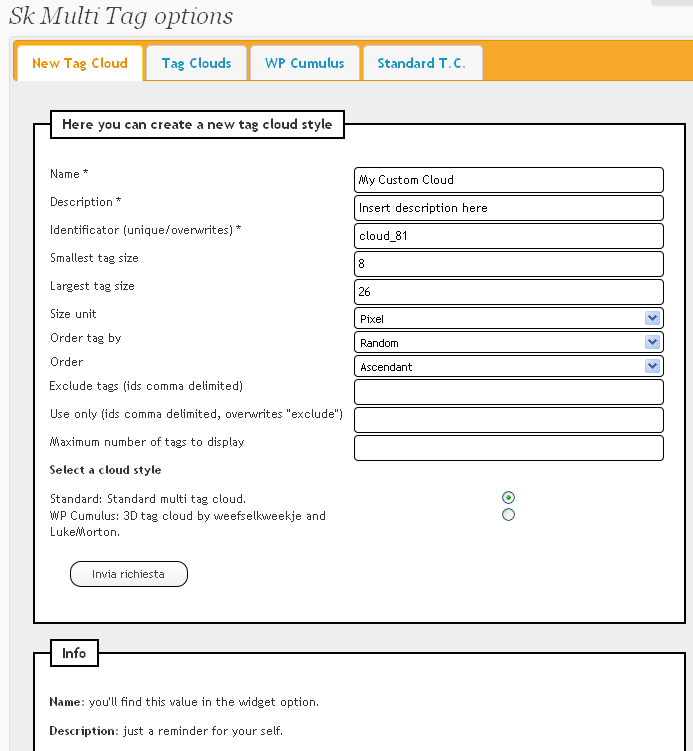 Sk Multi Tag options
New Tag Cloud Tag Clouds WP Cumulus Standard T.C.
Here you can create a new tag cloud style
Name * My Custom Cloud
Description * Insert description here
Identificator (unique/overwrites) * cloud_81
Smallest tag size 8
Largest tag size 26
Size unit Pixel
Order tag by Random
Order Ascendant
Exclude tags (ids comma delimited)
Use only (ids comma delimited, overwrites "exclude")
Maximum number of tags to display
Select a cloud style
Standard: Standard multi tag cloud.
WP Cumulus: 3D tag cloud by weefselkweekje and
LukeMorton.
Invia richiesta
Info
Name: you'll find this value in the widget option.
Description: just a reminder for your self.